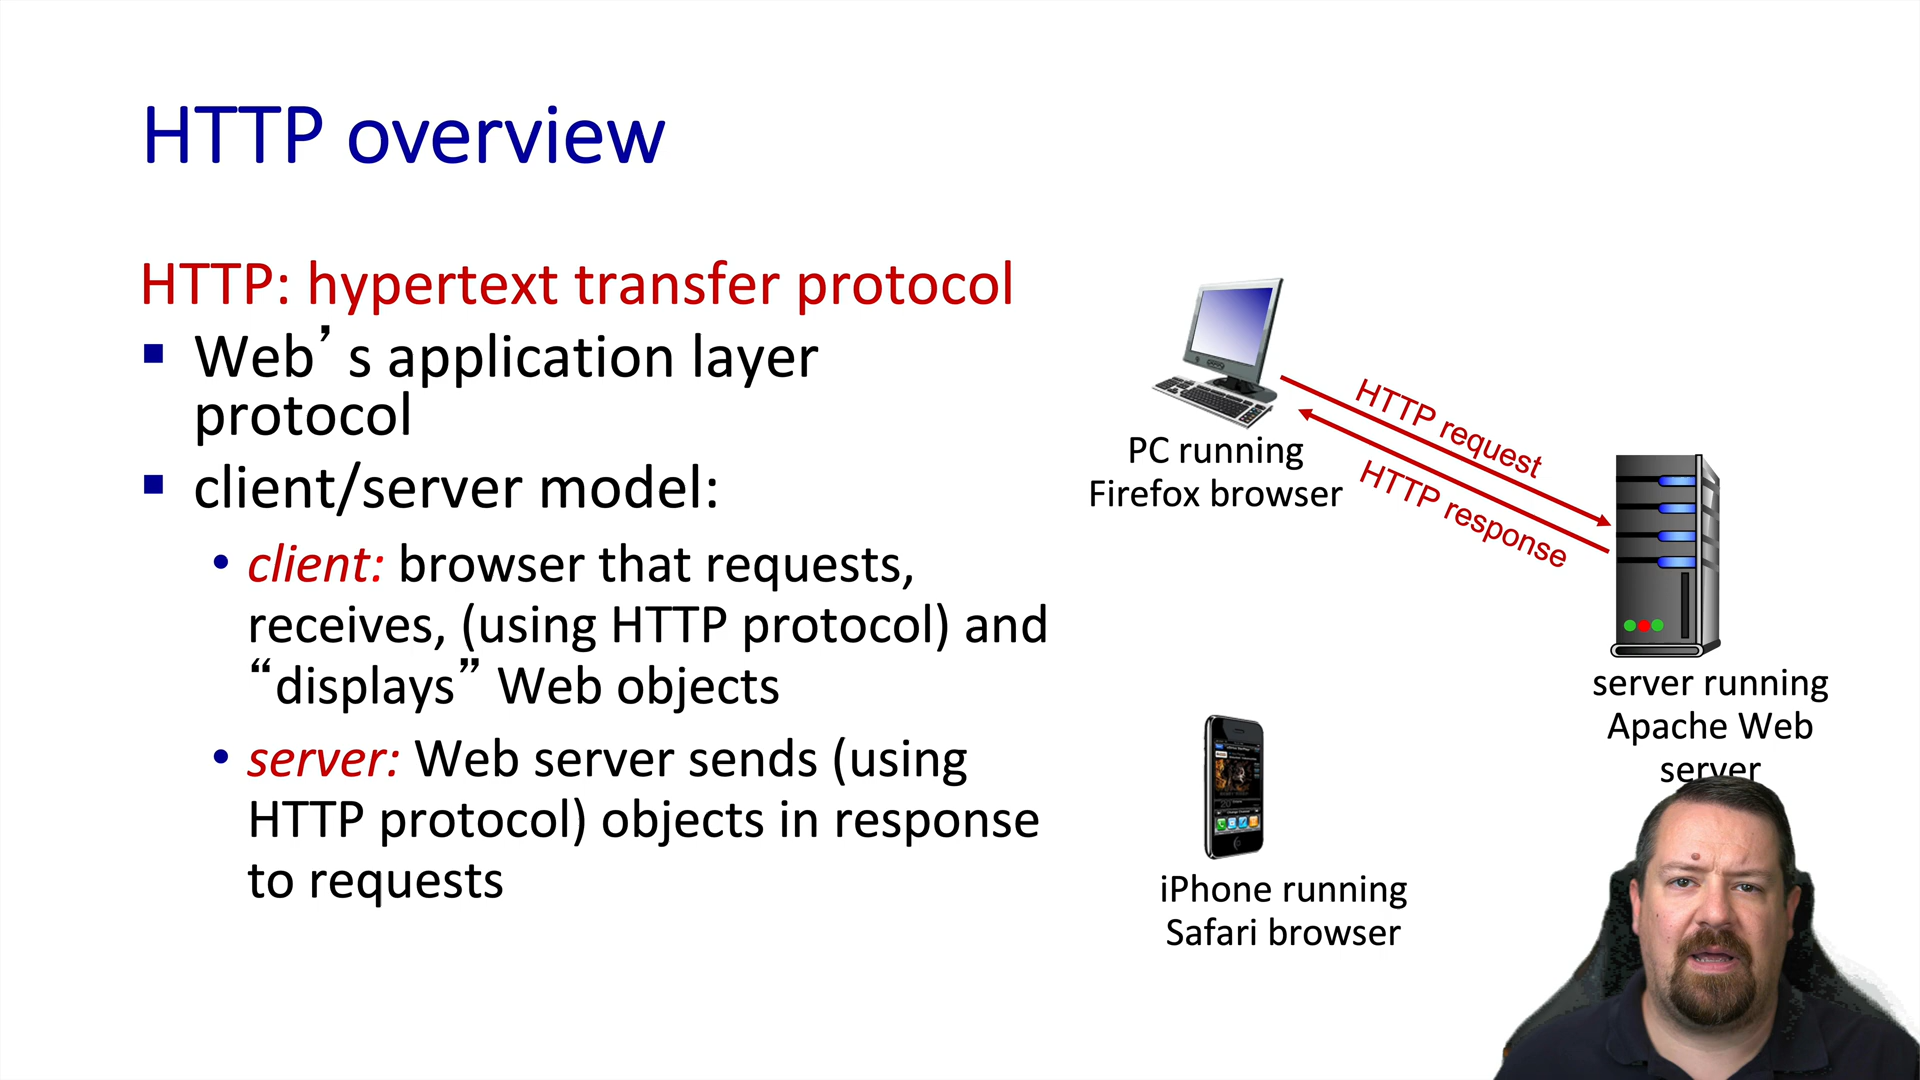 HTTP overview
HTTP: hypertext transfer protocol
▪ Web’s application layer
protocol
▪ client/server model:
• client: browser that requests,
receives, (using HTTP protocol) and
“displays” Web objects
• server: Web server sends (using
HTTP protocol) objects in response
to requests
PC running
Firefox browser
HTTP request
HTTP response
server running
Apache Web
server
iPhone running
Safari browser